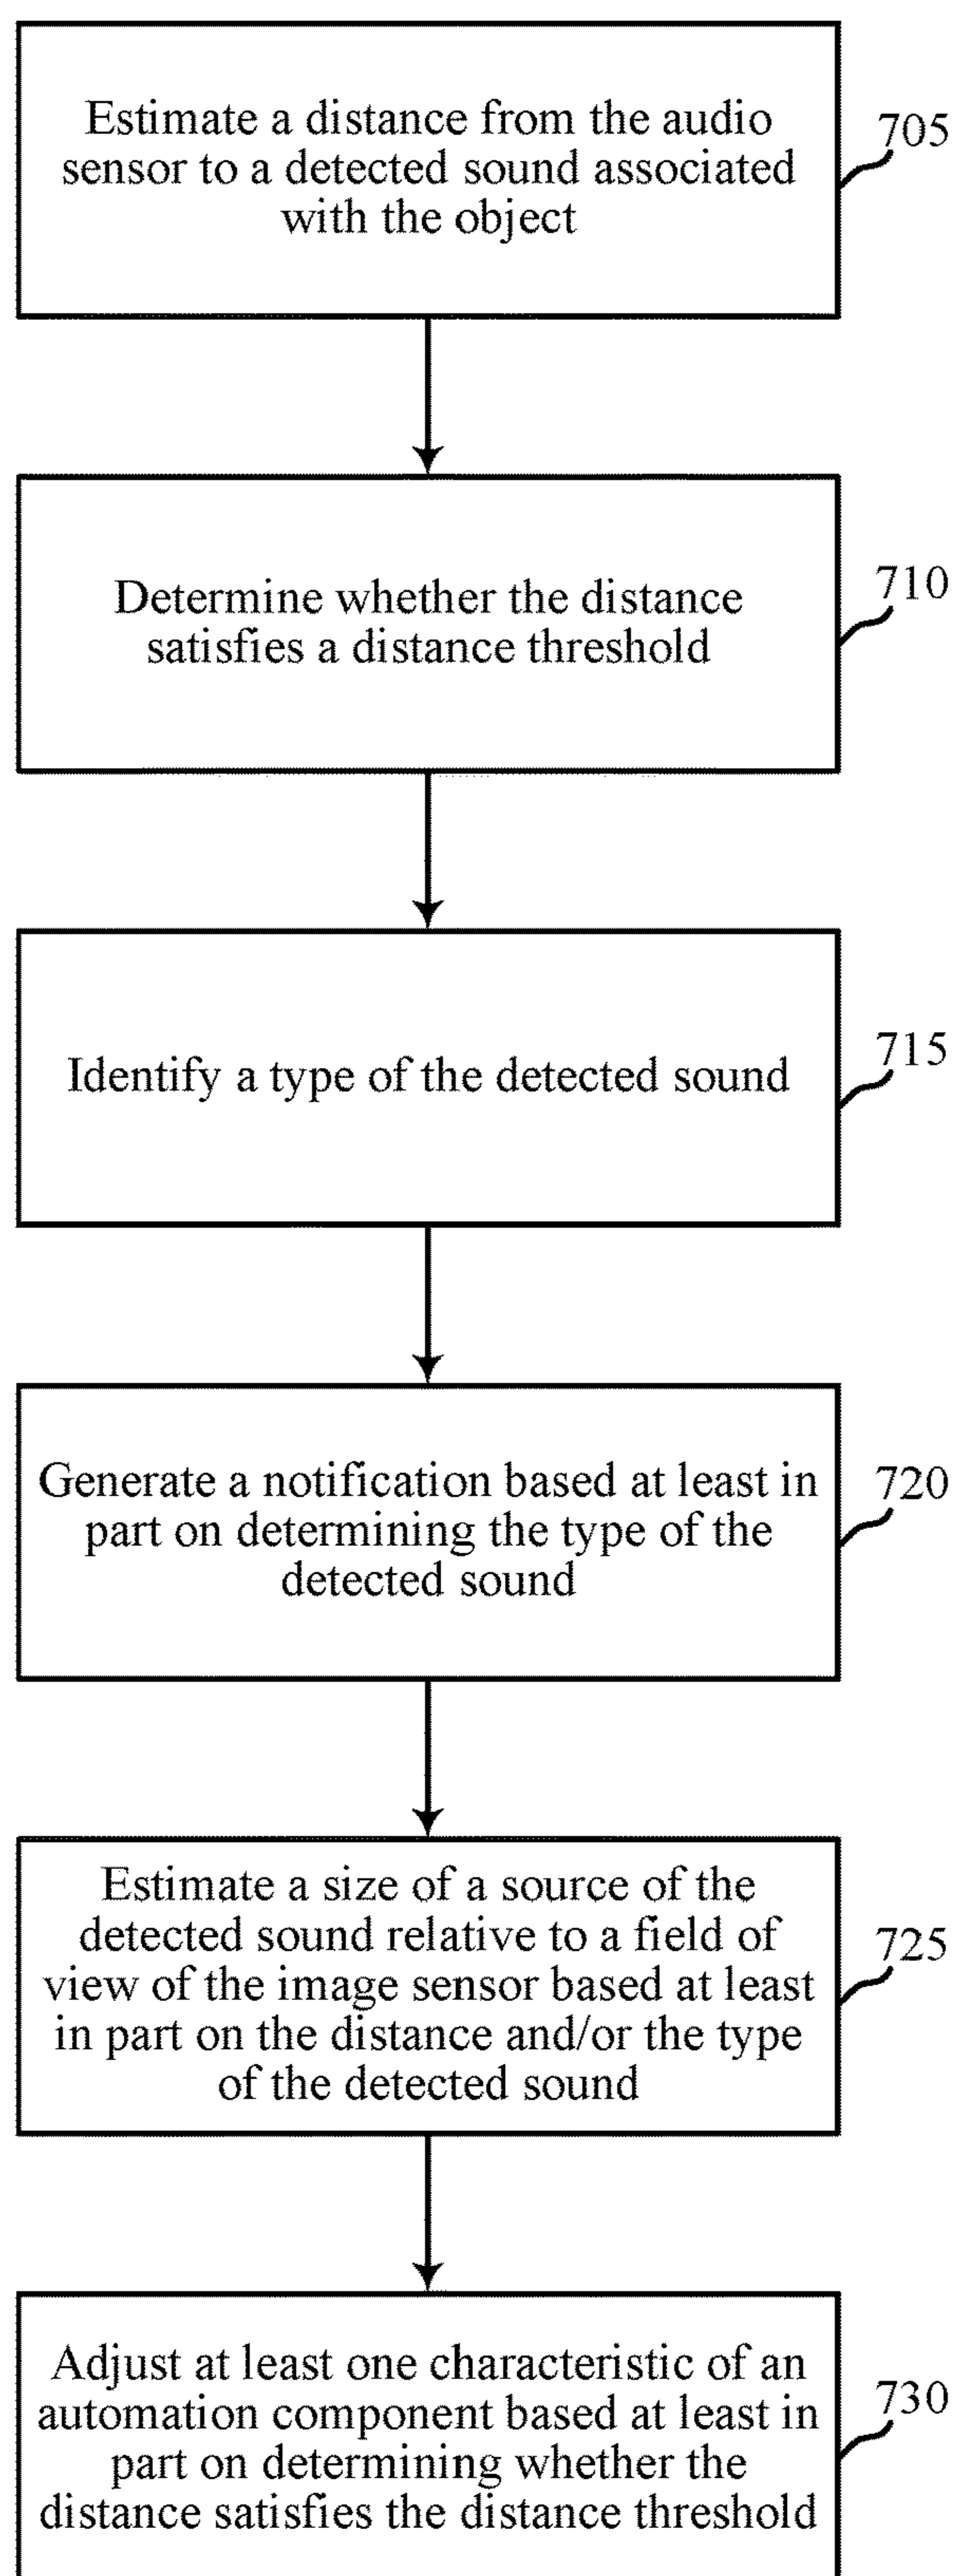 Estimate a distance from the audio
sensor to a detected sound associated
with the object
705
Determine whether the distance
satisfies a distance threshold
710
Identify a type of the detected sound
715
Generate a notification based at least in
part on determining the type of the
detected sound
720
Estimate a size of a source of the
detected sound relative to a field of
view of the image sensor based at least
in part on the distance and/or the type
of the detected sound
725
Adjust at least one characteristic of an
automation component based at least in
part on determining whether the
distance satisfies the distance threshold
730